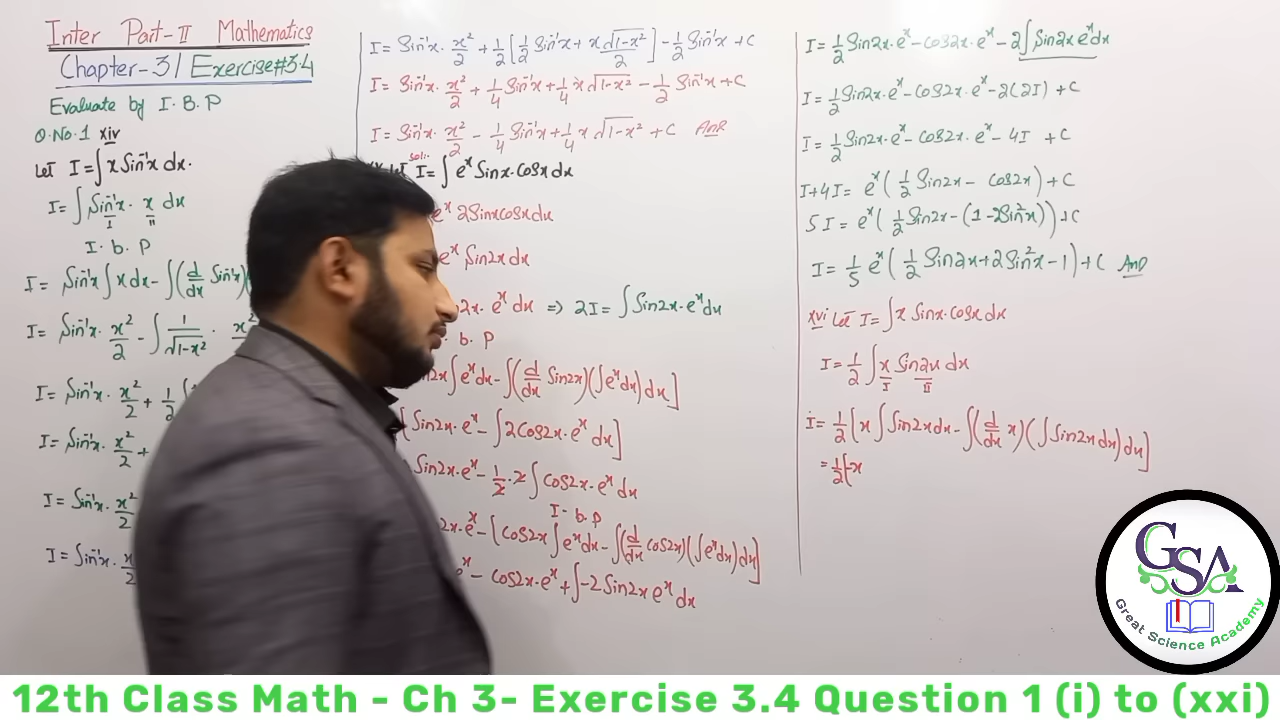 Inter Part-II Mathematics
Chapter-3 | Exercise#3.4
Evaluate by I.B.P
Q.No.1 xiv
Let I=∫x Sin⁻¹x dx.
I=∫Sin⁻¹x . x dx
I II
I.b.P
I = Sin⁻¹x ∫x dx - ∫(d/dx Sin⁻¹x)
I = Sin⁻¹x . x²/2 - ∫ 1/√1-x² . x²
I = Sin⁻¹x . x²/2 + 1/2
I = Sin⁻¹x . x²/2 +
I = Sin⁻¹x . x²/2
I = Sin⁻¹x .
I = Sin⁻¹x . x²/2 + 1/2 [1/2 Sin⁻¹x + x √1-x²/2] - 1/2 Sin⁻¹x + C
I = Sin⁻¹x . x²/2 + 1/4 Sin⁻¹x + 1/4 x √1-x² - 1/2 Sin⁻¹x + C
I = Sin⁻¹x . x²/2 - 1/4 Sin⁻¹x + 1/4 x √1-x² + C Ans
Sol:
Let I=∫eˣ Sinx.Cosx dx
eˣ 2Sinxcosx dx
eˣ Sin2x dx
2x. eˣ dx => 2I = ∫Sin2x.eˣ dx
b. P
2x∫eˣdx - ∫(d/dx Sin2x)(∫eˣdx)dx]
[Sin2x.eˣ - ∫2Cos2x.eˣ dx]
Sin2x.eˣ - 1/2 . 2 ∫Cos2x.eˣ dx
I. b. P
2x.eˣ - [Cos2x ∫eˣdx - ∫(d/dx cos2x)(∫eˣdx)dx]
eˣ - cos2x.eˣ + ∫-2 Sin2x eˣ dx
I = 1/2 Sin2x.eˣ - cos2x.eˣ - 2∫Sin2x eˣdx
I = 1/2 Sin2x.eˣ - Cos2x.eˣ - 2(2I) + C
I = 1/2 Sin2x.eˣ - Cos2x.eˣ - 4I + C
I+4I = eˣ(1/2 Sin2x - Cos2x) + C
5I = eˣ(1/2 Sin2x - (1-2Sin²x)) + C
I = 1/5 eˣ(1/2 Sin2x + 2Sin²x - 1) + C Ans
xvi Let I=∫x Sinx.cosx dx
I = 1/2 ∫x Sin2x dx
I II
I = 1/2 [x ∫Sin2x dx - ∫(d/dx x)(∫Sin2x dx)dx]
= 1/2[-x
GSA
Great Science Academy
12th Class Math - Ch 3- Exercise 3.4 Question 1 (i) to (xxi)